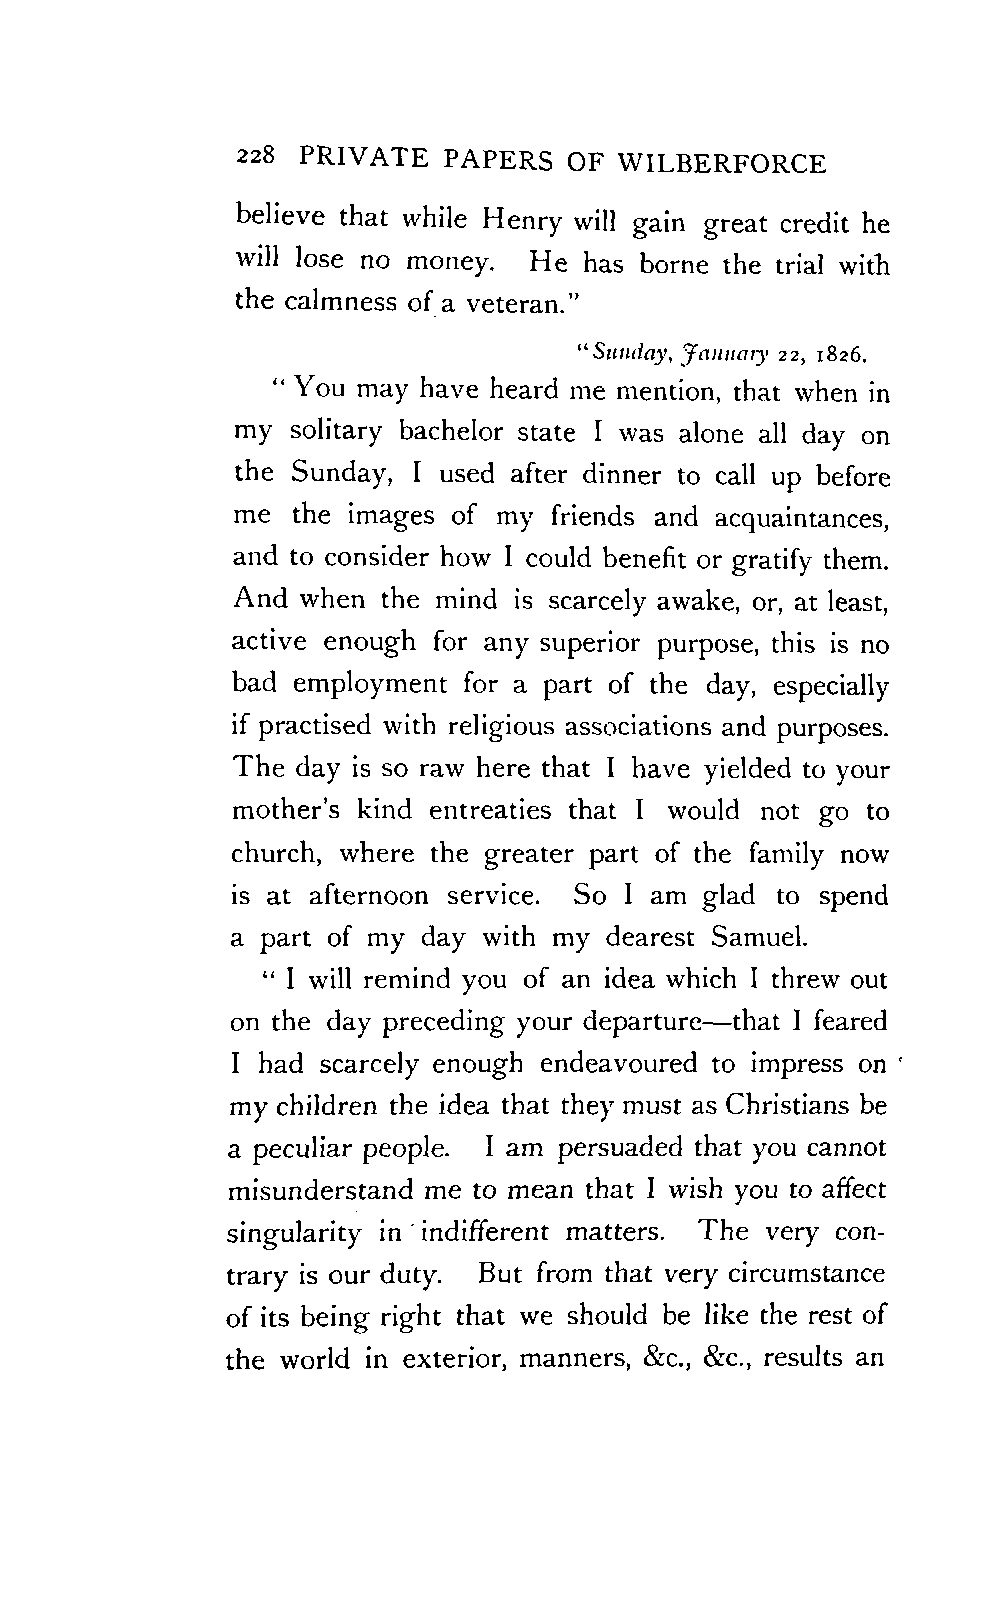 228 PRIVATE PAPERS OF WILBERFORCE
believe that while Henry will gain great credit he
will lose no money. He has borne the trial with
the calmness of a veteran."
"Sunday, January 22, 1826.
"You may have heard me mention, that when in
my solitary bachelor state I was alone all day on
the Sunday, I used after dinner to call up before
me the images of my friends and acquaintances,
and to consider how I could benefit or gratify them.
And when the mind is scarcely awake, or, at least,
active enough for any superior purpose, this is no
bad employment for a part of the day, especially
if practised with religious associations and purposes.
The day is so raw here that I have yielded to your
mother's kind entreaties that I would not go to
church, where the greater part of the family now
is at afternoon service. So I am glad to spend
a part of my day with my dearest Samuel.
"I will remind you of an idea which I threw out
on the day preceding your departure—that I feared
I had scarcely enough endeavoured to impress on
my children the idea that they must as Christians be
a peculiar people. I am persuaded that you cannot
misunderstand me to mean that I wish you to affect
singularity in indifferent matters. The very con-
trary is our duty. But from that very circumstance
of its being right that we should be like the rest of
the world in exterior, manners, &c., &c., results an